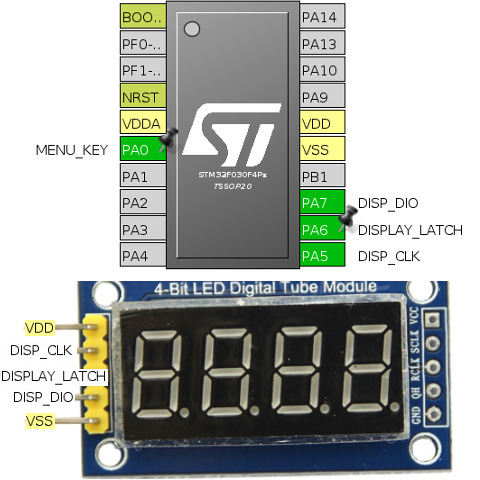 BOO..
PF0-..
PF1-..
NRST
VDDA
MENU_KEY PA0
PA1
PA2
PA3
PA4
STM32F030F4Px
TSSOP20
PA14
PA13
PA10
PA9
VDD
VSS
PB1
PA7 DISP_DIO
PA6 DISPLAY_LATCH
PA5 DISP_CLK
4-Bit LED Digital Tube Module
VDD
DISP_CLK
DISPLAY_LATCH
DISP_DIO
VSS
GND QH RCLK SCLK VCC